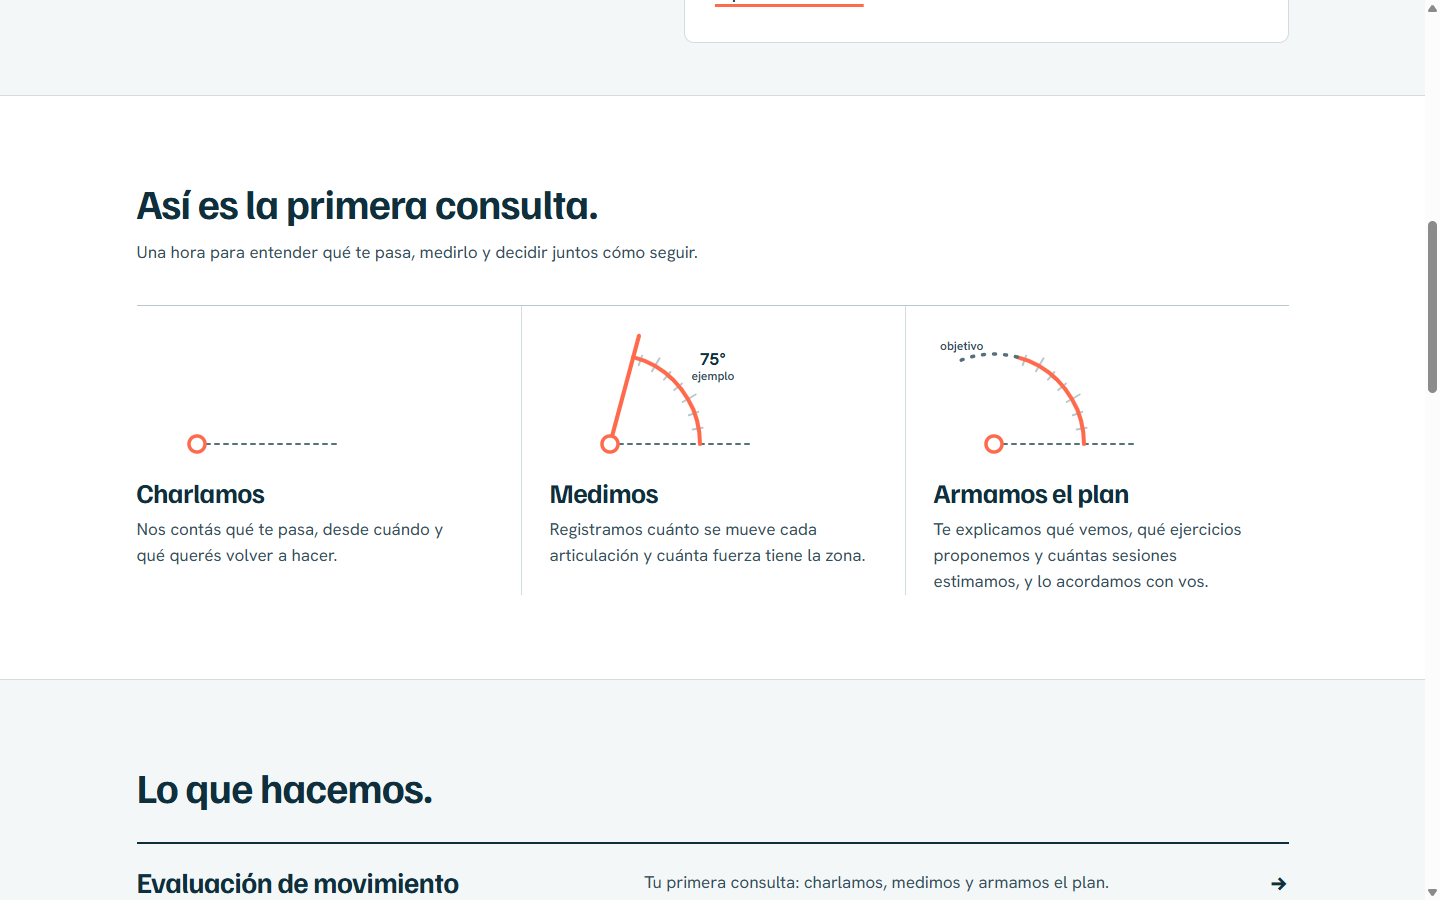 Así es la primera consulta.
Una hora para entender qué te pasa, medirlo y decidir juntos cómo seguir.
75°
ejemplo
objetivo
Charlamos
Nos contás qué te pasa, desde cuándo y
qué querés volver a hacer.
Medimos
Registramos cuánto se mueve cada
articulación y cuánta fuerza tiene la zona.
Armamos el plan
Te explicamos qué vemos, qué ejercicios
proponemos y cuántas sesiones
estimamos, y lo acordamos con vos.
Lo que hacemos.
Evaluación de movimiento
Tu primera consulta: charlamos, medimos y armamos el plan.